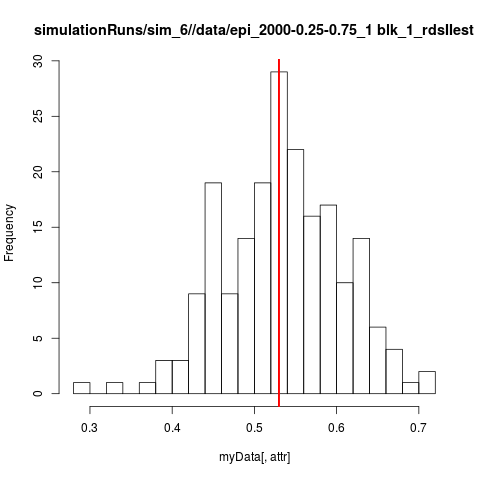 simulationRuns/sim_6//data/epi_2000-0.25-0.75_1 blk_1_rdsllest
30
25
20
15
10
5
0
Frequency
0.3 0.4 0.5 0.6 0.7
myData[, attr]